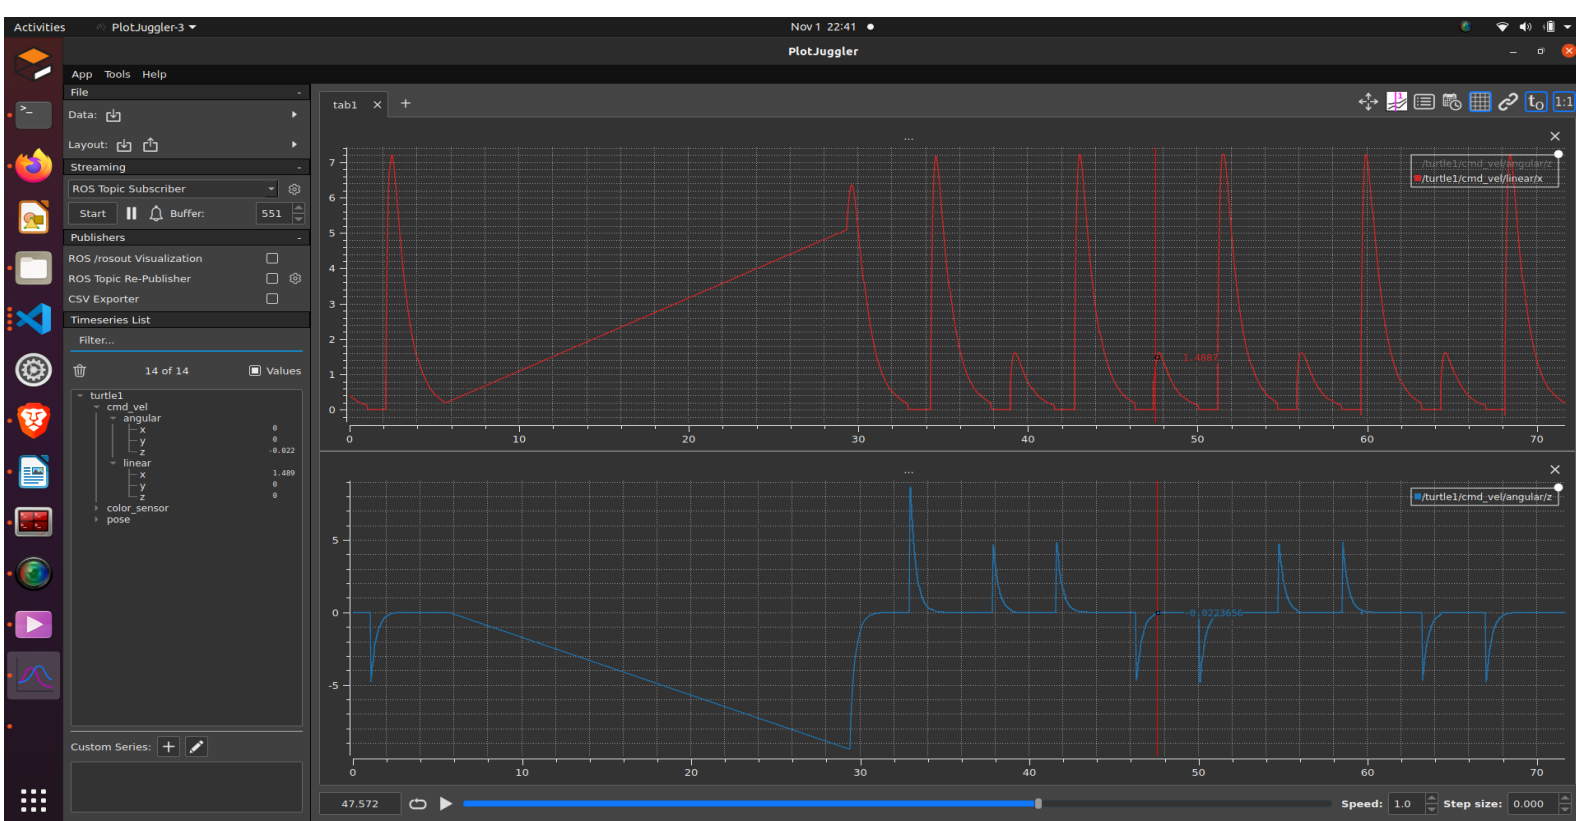 Activities
PlotJuggler-3
Nov 1 22:41
PlotJuggler
App Tools Help
File -
Data:
Layout:
Streaming -
ROS Topic Subscriber
Start Buffer: 551
Publishers -
ROS /rosout Visualization
ROS Topic Re-Publisher
CSV Exporter
Timeseries List
Filter...
14 of 14 Values
turtle1
cmd_vel
angular
x 0
y 0
z -0.022
linear
x 1.489
y 0
z 0
color_sensor
pose
Custom Series:
tab1
t0 1:1
...
/turtle1/cmd_vel/angular/z
/turtle1/cmd_vel/linear/x
7
6
5
4
3
2
1
0
1.4887
0 10 20 30 40 50 60 70
...
/turtle1/cmd_vel/angular/z
5
0
-5
-0.0223656
0 10 20 30 40 50 60 70
47.572
Speed: 1.0 Step size: 0.000